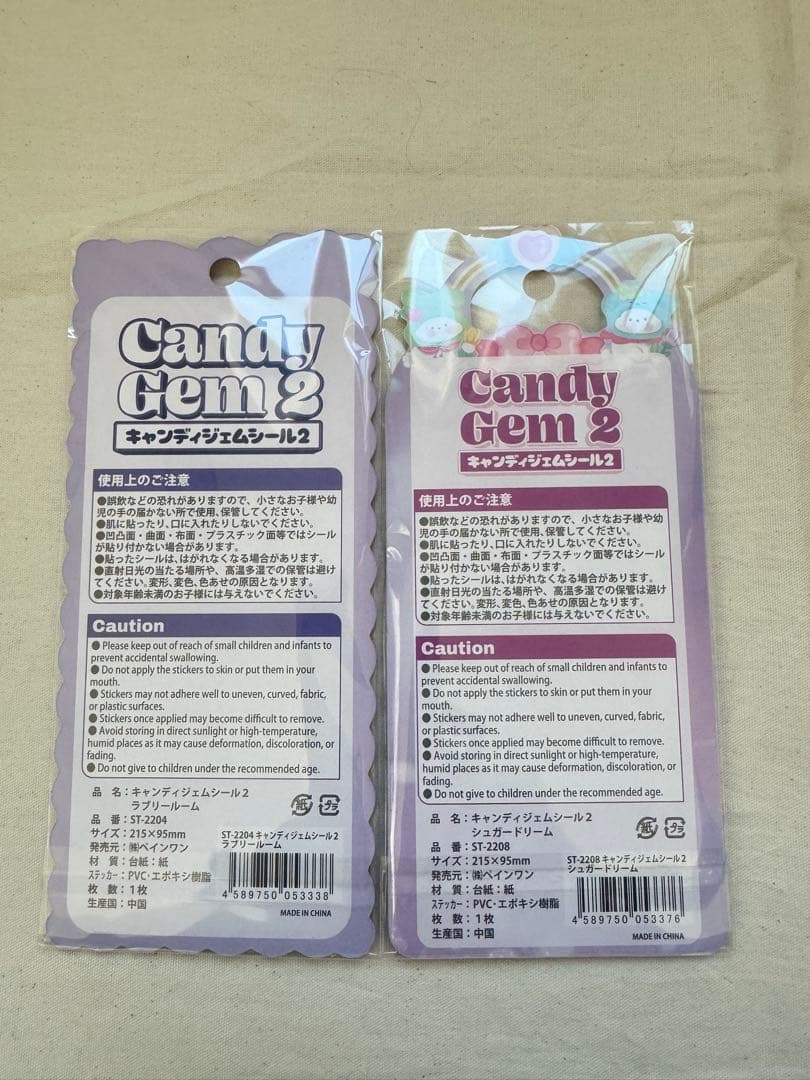 Candy
Gem 2
キャンディジェムシール2
使用上のご注意
●誤飲などの恐れがありますので、小さなお子様や幼
児の手の届かない所で使用、保管してください。
●肌に貼ったり、口に入れたりしないでください。
●凹凸面・曲面・布面・プラスチック面等ではシール
が貼り付かない場合があります。
●貼ったシールは、はがれなくなる場合があります。
●直射日光の当たる場所や、高温多湿での保管は避け
てください。変形、変色、色あせの原因となります。
●対象年齢未満のお子様には与えないでください。
Caution
● Please keep out of reach of small children and infants to
prevent accidental swallowing.
● Do not apply the stickers to skin or put them in your
mouth.
● Stickers may not adhere well to uneven, curved, fabric,
or plastic surfaces.
● Stickers once applied may become difficult to remove.
● Avoid storing in direct sunlight or high-temperature,
humid places as it may cause deformation, discoloration, or
fading.
● Do not give to children under the recommended age.
品 名：キャンディジェムシール2
ラブリールーム
品 番：ST-2204
サイズ：215×95mm
発売元：㈱ペインワン
材 質：台紙：紙
ステッカー：PVC・エポキシ樹脂
枚 数：1枚
生産国：中国
紙
プラ
ST-2204 キャンディジェムシール2
ラブリールーム
4 589750 053338
MADE IN CHINA
Candy
Gem 2
キャンディジェムシール2
使用上のご注意
●誤飲などの恐れがありますので、小さなお子様や幼
児の手の届かない所で使用、保管してください。
●肌に貼ったり、口に入れたりしないでください。
●凹凸面・曲面・布面・プラスチック面等ではシール
が貼り付かない場合があります。
●貼ったシールは、はがれなくなる場合があります。
●直射日光の当たる場所や、高温多湿での保管は避け
てください。変形、変色、色あせの原因となります。
●対象年齢未満のお子様には与えないでください。
Caution
● Please keep out of reach of small children and infants to
prevent accidental swallowing.
● Do not apply the stickers to skin or put them in your
mouth.
● Stickers may not adhere well to uneven, curved, fabric,
or plastic surfaces.
● Stickers once applied may become difficult to remove.
● Avoid storing in direct sunlight or high-temperature,
humid places as it may cause deformation, discoloration, or
fading.
● Do not give to children under the recommended age.
品 名：キャンディジェムシール2
シュガードリーム
品 番：ST-2208
サイズ：215×95mm
発売元：㈱ペインワン
材 質：台紙：紙
ステッカー：PVC・エポキシ樹脂
枚 数：1枚
生産国：中国
紙
プラ
ST-2208 キャンディジェムシール2
シュガードリーム
4 589750 053376
MADE IN CHINA